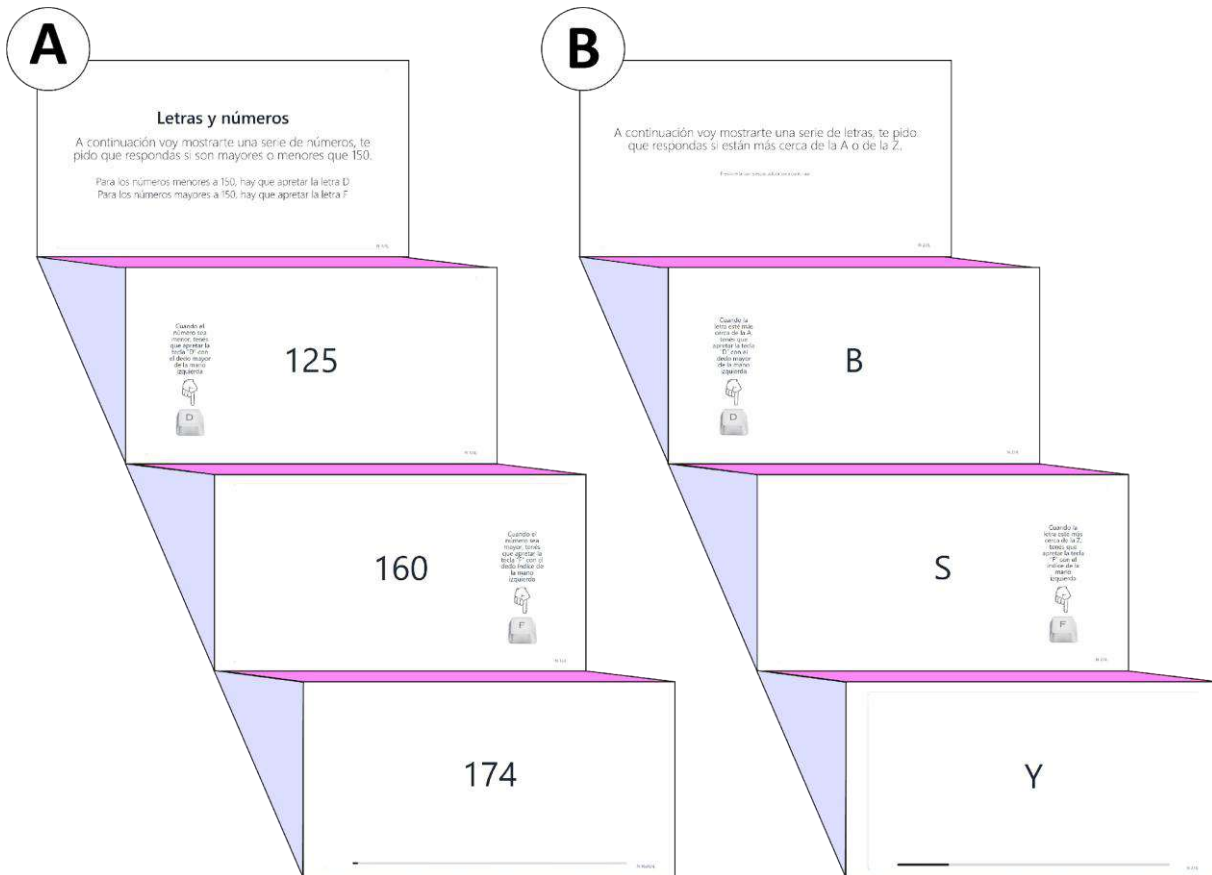 A
Letras y números
A continuación voy mostrarte una serie de números, te
pido que respondas si son mayores o menores que 150.
Para los números menores a 150, hay que apretar la letra D
Para los números mayores a 150, hay que apretar la letra F
Cuando el
número sea
menor, tenés
que apretar la
tecla "D" con
el dedo mayor
de la mano
izquierda
D
125
160
Cuando el
número sea
mayor, tenés
que apretar la
tecla "F" con el
dedo índice de
la mano
izquierda
F
174
B
A continuación voy mostrarte una serie de letras, te pido
que respondas si están más cerca de la A o de la Z.
Cuando la
letra esté más
cerca de la A,
tenés que
apretar la tecla
"D" con el
dedo mayor
de la mano
izquierda
D
B
S
Cuando la
letra esté más
cerca de la Z,
tenés que
apretar la tecla
"F" con el
índice de la
mano
izquierda
F
Y